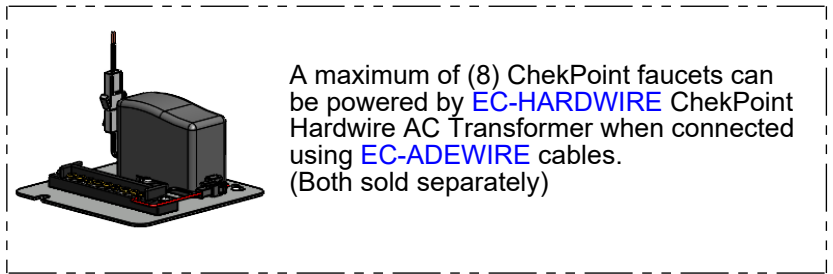 A maximum of (8) ChekPoint faucets can
be powered by EC-HARDWIRE ChekPoint
Hardwire AC Transformer when connected
using EC-ADEWIRE cables.
(Both sold separately)